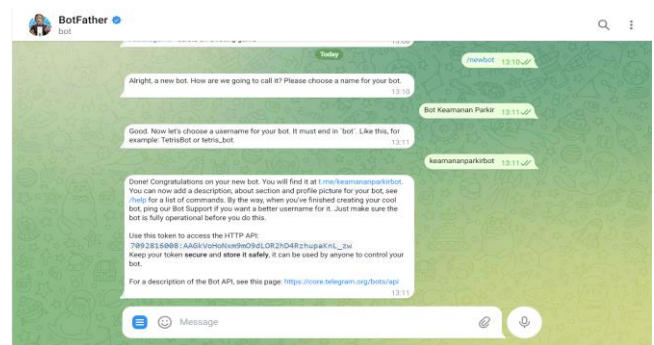 BotFather
bot
Today
/newbot 13:10
Alright, a new bot. How are we going to call it? Please choose a name for your bot.
13:10
Bot Keamanan Parkir 13:11
Good. Now let's choose a username for your bot. It must end in `bot`. Like this, for
example: TetrisBot or tetris_bot.
13:11
keamananparkirbot 13:11
Done! Congratulations on your new bot. You will find it at t.me/keamananparkirbot.
You can now add a description, about section and profile picture for your bot, see
/help for a list of commands. By the way, when you've finished creating your cool
bot, ping our Bot Support if you want a better username for it. Just make sure the
bot is fully operational before you do this.
Use this token to access the HTTP API:
Keep your token secure and store it safely, it can be used by anyone to control your
bot.
For a description of the Bot API, see this page: https://core.telegram.org/bots/api
13:11
Message